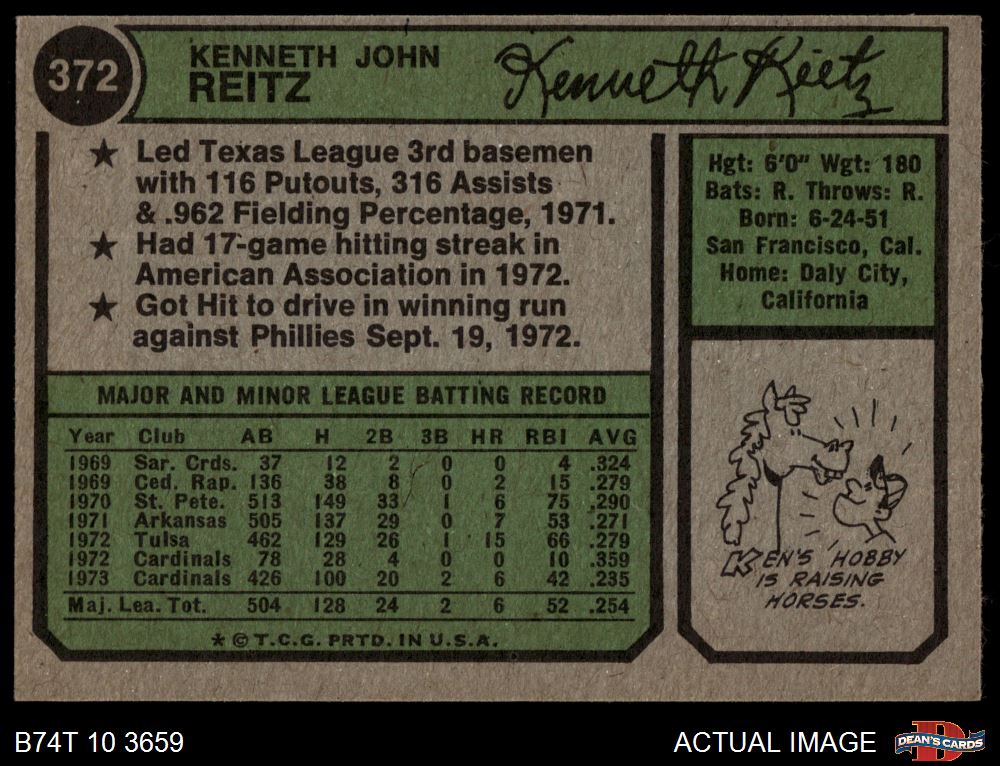 372
KENNETH JOHN
REITZ
Kenneth Reitz
★ Led Texas League 3rd basemen
with 116 Putouts, 316 Assists
& .962 Fielding Percentage, 1971.
★ Had 17-game hitting streak in
American Association in 1972.
★ Got Hit to drive in winning run
against Phillies Sept. 19, 1972.
Hgt: 6'0" Wgt: 180
Bats: R. Throws: R.
Born: 6-24-51
San Francisco, Cal.
Home: Daly City,
California
MAJOR AND MINOR LEAGUE BATTING RECORD
Year Club AB H 2B 3B HR RBI AVG
1969 Sar. Crds. 37 12 2 0 0 4 .324
1969 Ced. Rap. 136 38 8 0 2 15 .279
1970 St. Pete. 513 149 33 1 6 75 .290
1971 Arkansas 505 137 29 0 7 53 .271
1972 Tulsa 462 129 26 1 15 66 .279
1972 Cardinals 78 28 4 0 0 10 .359
1973 Cardinals 426 100 20 2 6 42 .235
Maj. Lea. Tot. 504 128 24 2 6 52 .254
* © T.C.G. PRTD. IN U.S.A.
KEN'S HOBBY
IS RAISING
HORSES.
B74T 10 3659
ACTUAL IMAGE
DEAN'S CARDS